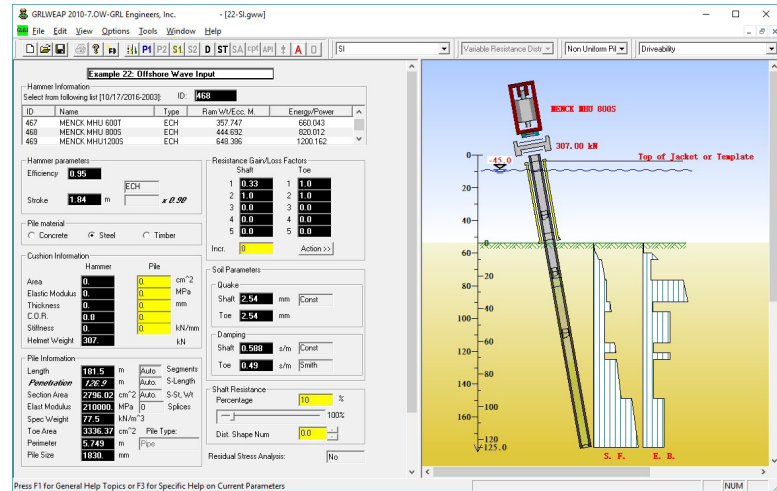 GRLWEAP 2010-7.OW-GRL Engineers, Inc. - [22-SI.gww]
File Edit View Options Tools Window Help
P1 P2 S1 S2 D ST SA cpt API A SI Variable Resistance Distr Non Uniform Pil Driveability
Example 22: Offshore Wave Input
Hammer Information
Select from following list [10/17/2016-2003]: ID: 468
ID Name Type Ram Wt/Ecc. M. Energy/Power
467 MENCK MHU 600T ECH 357.747 660.043
468 MENCK MHU 800S ECH 444.692 820.012
469 MENCK MHU1200S ECH 648.386 1200.162
Hammer parameters
Efficiency 0.95
ECH
Stroke 1.84 m x 0.90
Pile material
Concrete Steel Timber
Cushion Information
Hammer Pile
Area 0. 0. cm^2
Elastic Modulus 0. 0. MPa
Thickness 0. 0. mm
C.O.R. 0.8 0.
Stiffness 0. 0. kN/mm
Helmet Weight 307. kN
Pile Information
Length 181.5 m Auto Segments
Penetration 126.9 m Auto. S-Length
Section Area 2796.02 cm^2 Auto. S-St. Wt
Elast Modulus 210000. MPa 0 Splices
Spec Weight 77.5 kN/m^3
Toe Area 3336.37 cm^2 Pile Type:
Perimeter 5.749 m Pipe
Pile Size 1830. mm
Resistance Gain/Loss Factors
Shaft Toe
1 0.33 1 1.0
2 1.0 2 1.0
3 0.0 3 0.0
4 0.0 4 0.0
5 0.0 5 0.0
Incr. 0 Action >>
Soil Parameters
Quake
Shaft 2.54 mm Const
Toe 2.54 mm
Damping
Shaft 0.588 s/m Const
Toe 0.49 s/m Smith
Shaft Resistance
Percentage 10 %
100%
Dist. Shape Num 0.0
Residual Stress Analysis: No
MENCK MHU 800S
307.00 kN
Top of Jacket or Template
0
-45.0
20
40
0
60
20
80
100
60
120
80
140
160
100
120
125.0
S. F. E. B.
Press F1 for General Help Topics or F3 for Specific Help on Current Parameters NUM